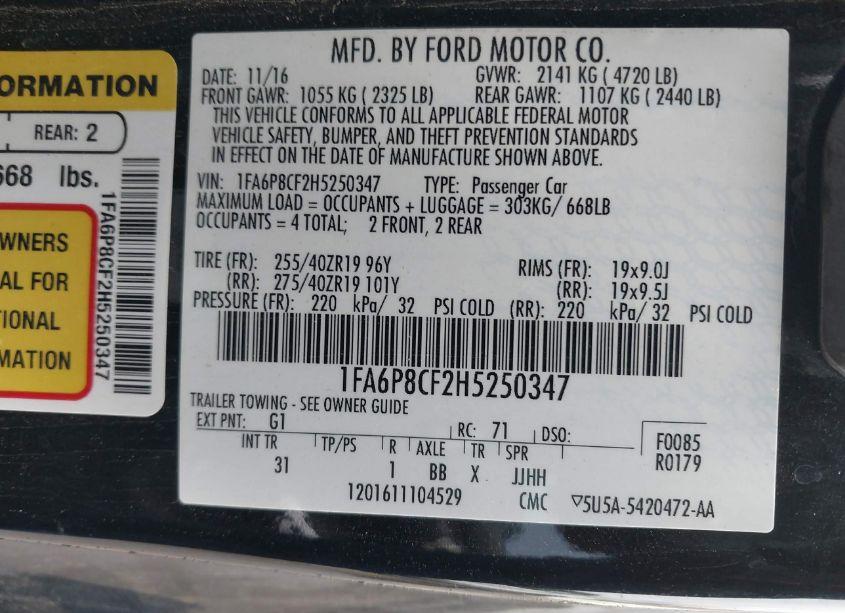 ORMATION
REAR: 2
668 lbs.
OWNERS
AL FOR
TIONAL
RMATION
1FA6P8CF2H5250347
MFD. BY FORD MOTOR CO.
DATE: 11/16 GVWR: 2141 KG ( 4720 LB)
FRONT GAWR: 1055 KG ( 2325 LB) REAR GAWR: 1107 KG ( 2440 LB)
THIS VEHICLE CONFORMS TO ALL APPLICABLE FEDERAL MOTOR
VEHICLE SAFETY, BUMPER, AND THEFT PREVENTION STANDARDS
IN EFFECT ON THE DATE OF MANUFACTURE SHOWN ABOVE.
VIN: 1FA6P8CF2H5250347 TYPE: Passenger Car
MAXIMUM LOAD = OCCUPANTS + LUGGAGE = 303KG/ 668LB
OCCUPANTS = 4 TOTAL; 2 FRONT, 2 REAR
TIRE (FR): 255/40ZR19 96Y RIMS (FR): 19x9.0J
(RR): 275/40ZR19 101Y (RR): 19x9.5J
PRESSURE (FR): 220 kPa/ 32 PSI COLD (RR): 220 kPa/ 32 PSI COLD
1FA6P8CF2H5250347
TRAILER TOWING - SEE OWNER GUIDE
EXT PNT: G1 RC: 71 DSO: F0085
INT TR TP/PS R AXLE TR SPR R0179
31 1 BB X JJHH
1201611104529 CMC ▽5U5A-5420472-AA